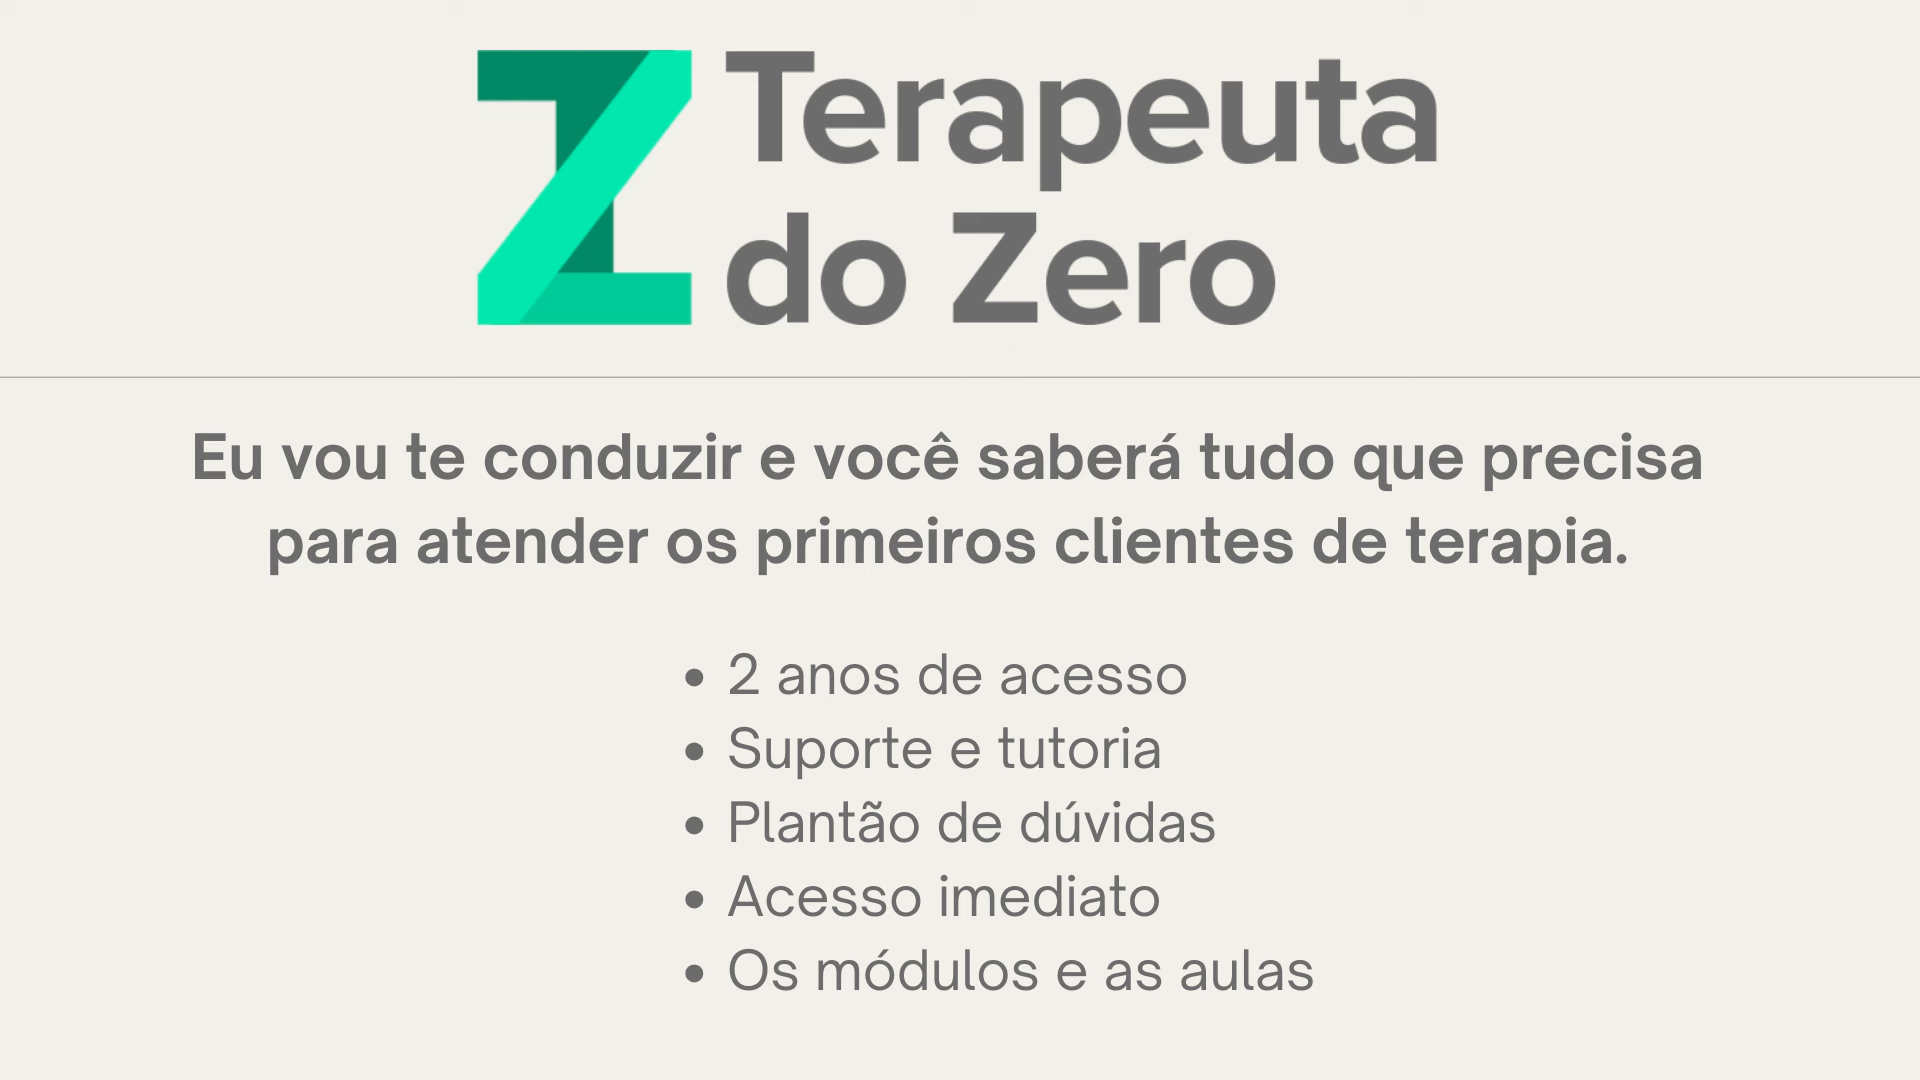 Terapeuta
do Zero
Eu vou te conduzir e você saberá tudo que precisa
para atender os primeiros clientes de terapia.
• 2 anos de acesso
• Suporte e tutoria
• Plantão de dúvidas
• Acesso imediato
• Os módulos e as aulas